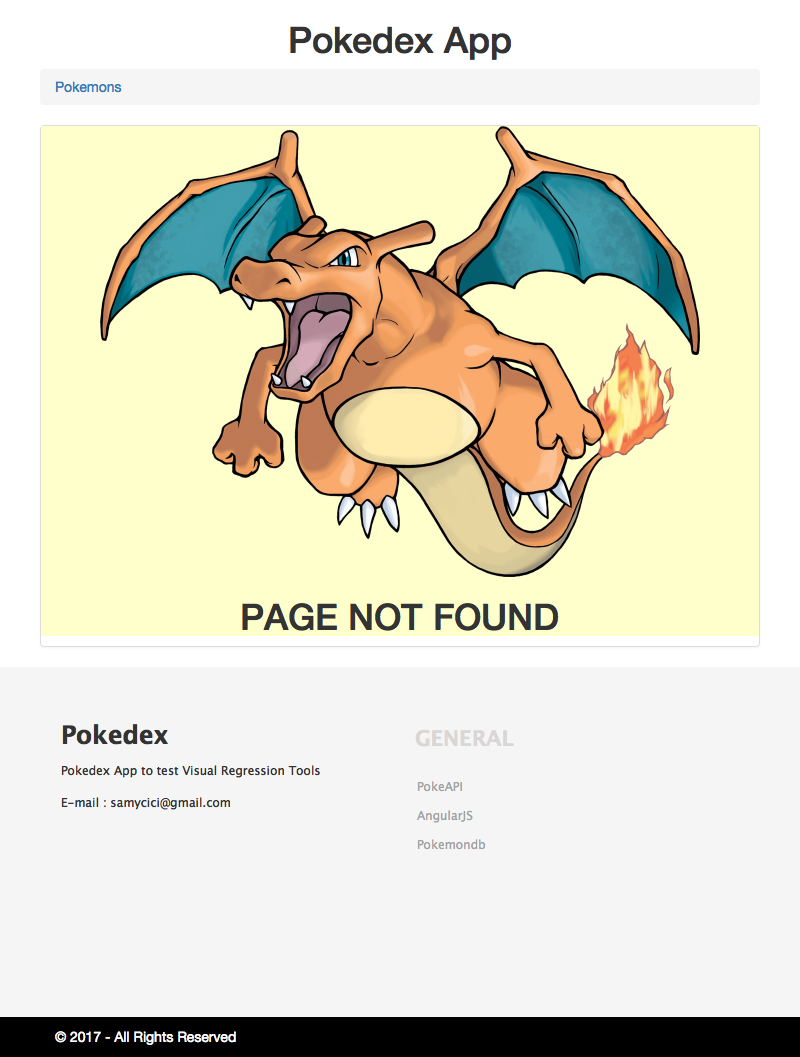 Pokedex App
Pokemons
PAGE NOT FOUND
Pokedex
Pokedex App to test Visual Regression Tools
E-mail : samycici@gmail.com
GENERAL
PokeAPI
AngularJS
Pokemondb
© 2017 - All Rights Reserved